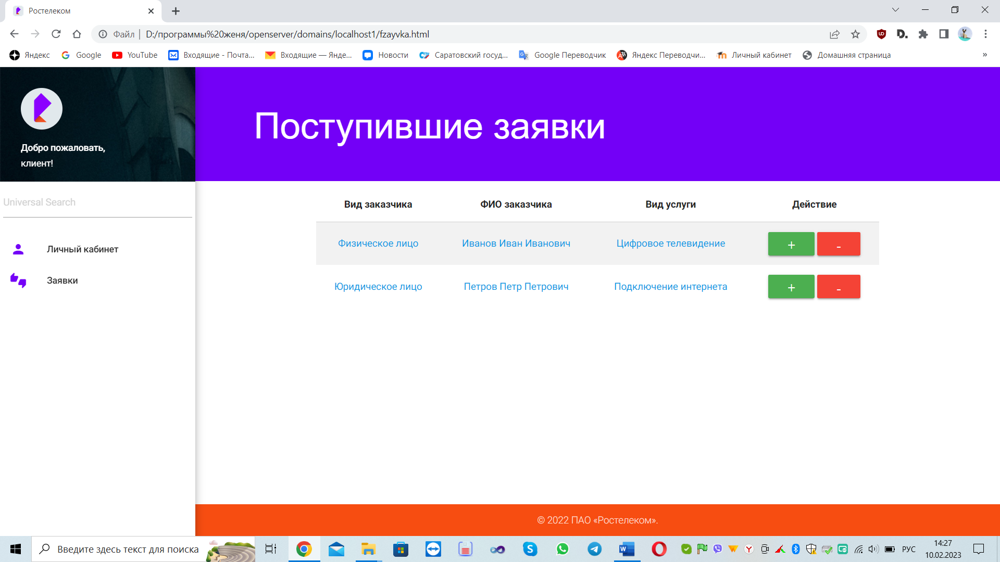 Ростелеком
Файл
D:/программы%20женя/openserver/domains/localhost1/fzayvka.html
Яндекс
Google
YouTube
Входящие - Почта...
Входящие — Янде...
Новости
Саратовский госуд...
Google Переводчик
Яндекс Переводчи...
Личный кабинет
Домашняя страница
»
Добро пожаловать,
клиент!
Universal Search
Личный кабинет
Заявки
Поступившие заявки
Вид заказчика ФИО заказчика Вид услуги Действие
Физическое лицо Иванов Иван Иванович Цифровое телевидение + -
Юридическое лицо Петров Петр Петрович Подключение интернета + -
© 2022 ПАО «Ростелеком».
Введите здесь текст для поиска
РУС
14:27
10.02.2023